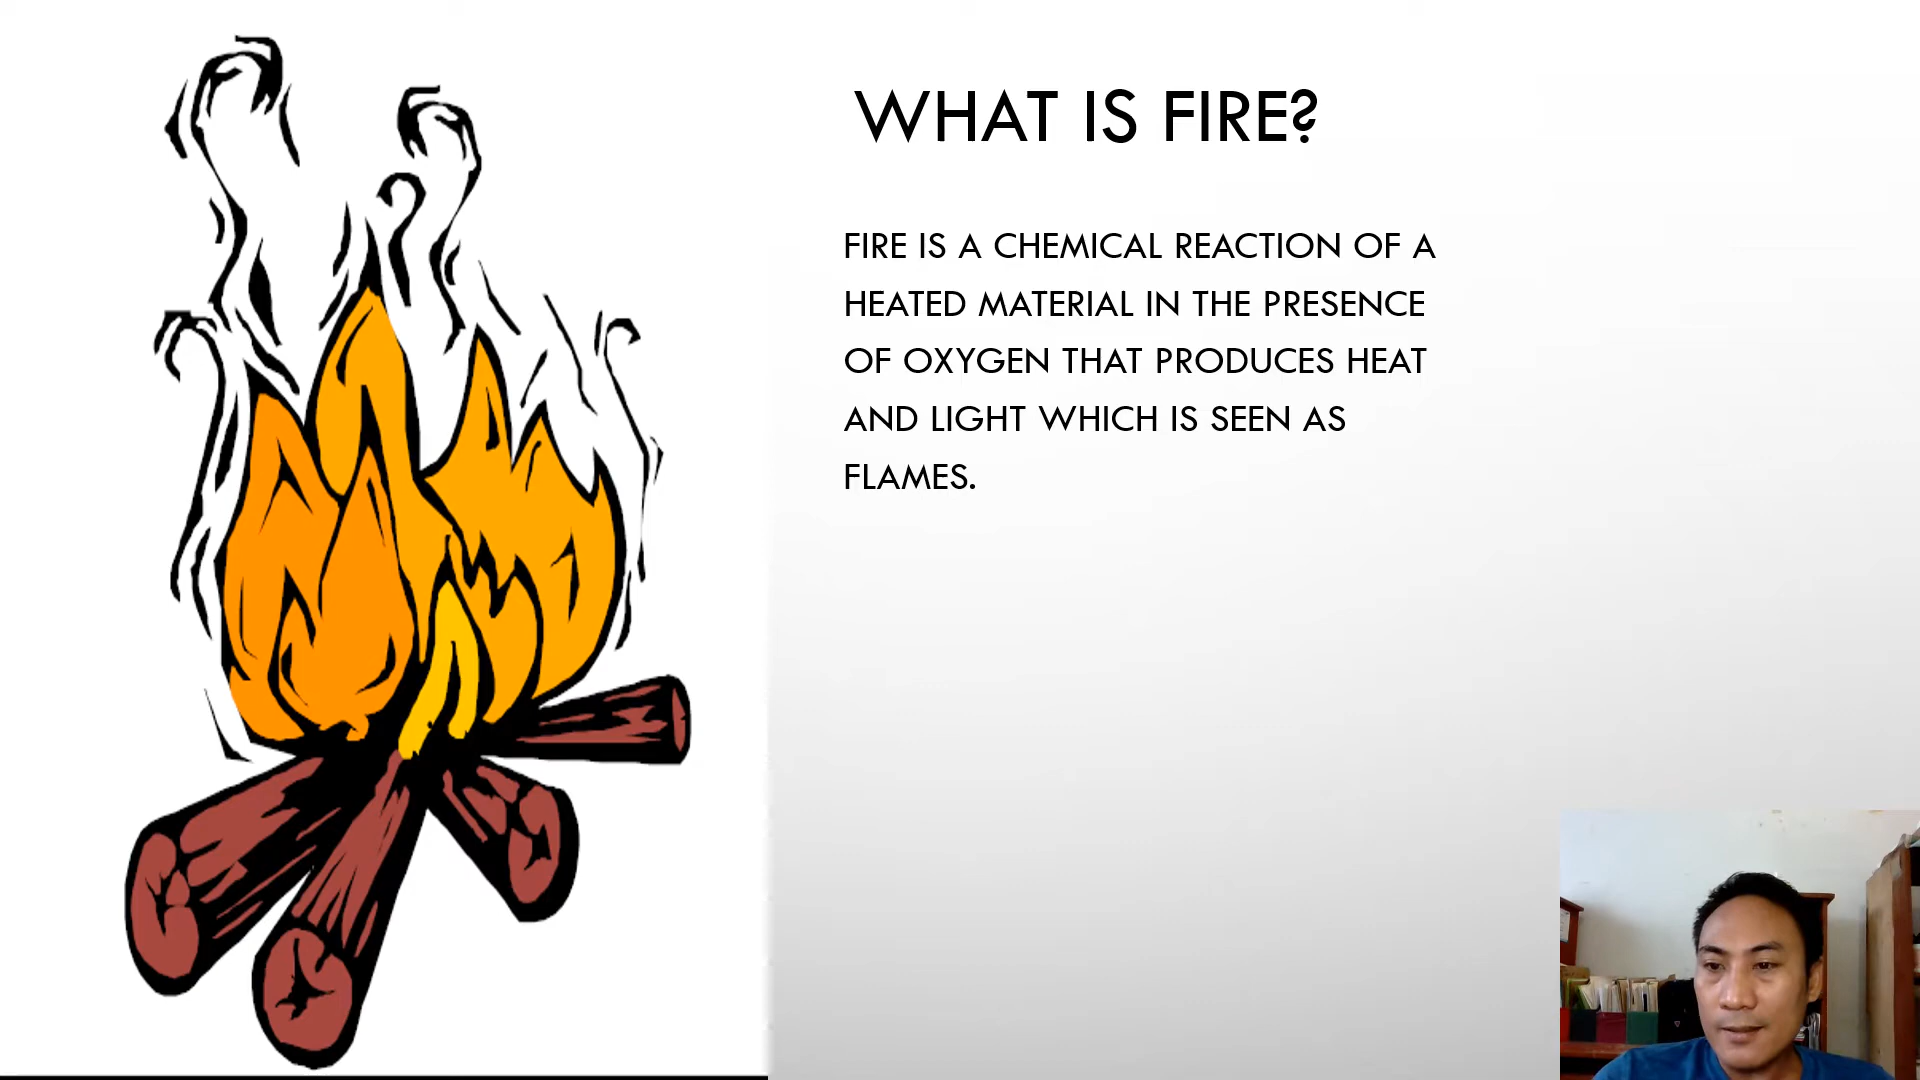 WHAT IS FIRE?
FIRE IS A CHEMICAL REACTION OF A
HEATED MATERIAL IN THE PRESENCE
OF OXYGEN THAT PRODUCES HEAT
AND LIGHT WHICH IS SEEN AS
FLAMES.